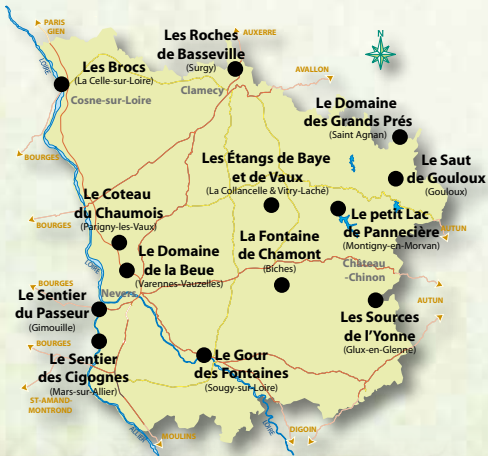 PARIS
GIEN
LOIRE
Les Roches
de Basseville
(Surgy)
AUXERRE
N
Les Brocs
(La Celle-sur-Loire)
Cosne-sur-Loire
Clamecy
AVALLON
Le Domaine
des Grands Prés
(Saint Agnan)
BOURGES
Les Étangs de Baye
et de Vaux
(La Collancelle & Vitry-Laché)
Le Saut
de Gouloux
(Gouloux)
Le Coteau
du Chaumois
(Parigny-les-Vaux)
BOURGES
Le petit Lac
de Pannecière
(Montigny-en-Morvan)
AUTUN
La Fontaine
de Chamont
(Biches)
Le Domaine
de la Beue
(Varennes-Vauzelles)
LOIRE
Château
-Chinon
BOURGES
Nevers
Le Sentier
du Passeur
(Gimouille)
AUTUN
Les Sources
de l'Yonne
(Glux-en-Glenne)
BOURGES
Le Sentier
des Cigognes
(Mars-sur-Allier)
Le Gour
des Fontaines
(Sougy-sur-Loire)
ST-AMAND-
MONTROND
ALLIER
MOULINS
LOIRE
DIGOIN